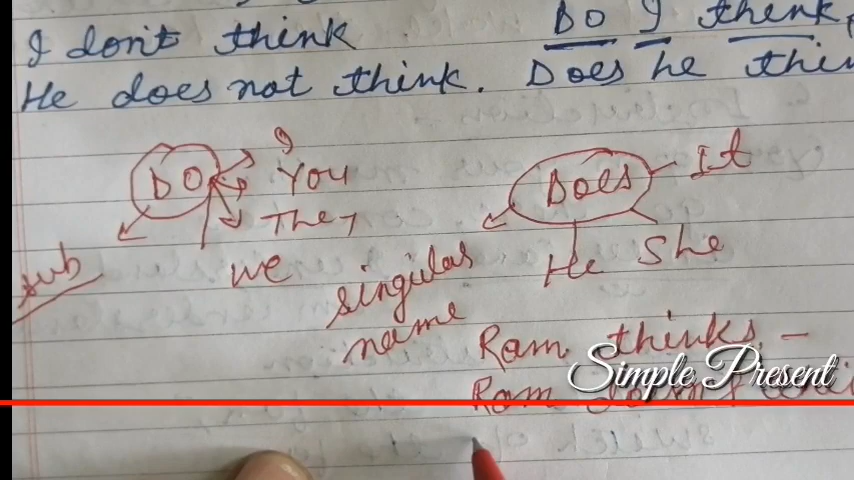 I don't think DO I think
He does not think. Does he
DO I
You
They
we
sub
Does It
He She
singular
name
Ram thinks. -
Simple Present
Ram